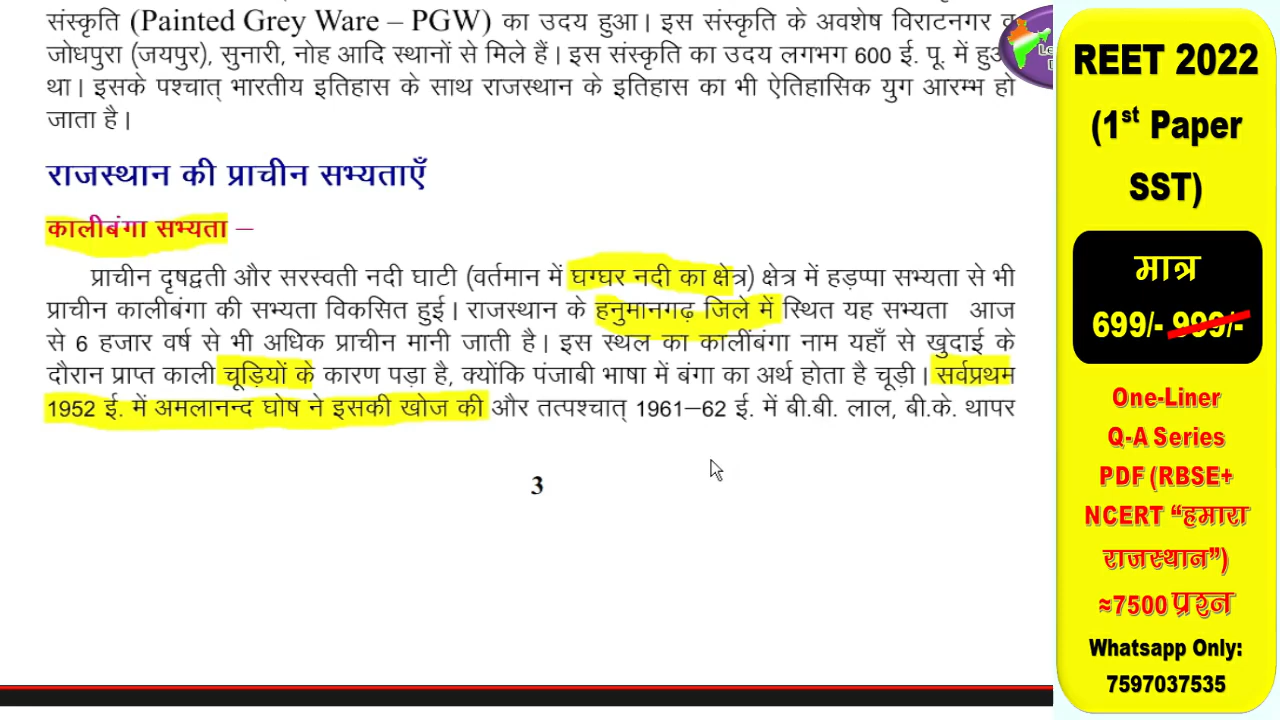 संस्कृति (Painted Grey Ware – PGW) का उदय हुआ। इस संस्कृति के अवशेष विराटनगर व
जोधपुरा (जयपुर), सुनारी, नोह आदि स्थानों से मिले हैं। इस संस्कृति का उदय लगभग 600 ई. पू. में
था। इसके पश्चात् भारतीय इतिहास के साथ राजस्थान के इतिहास का भी ऐतिहासिक युग आरम्भ हो
जाता है।
राजस्थान की प्राचीन सभ्यताएँ
कालीबंगा सभ्यता –
प्राचीन दृषद्वती और सरस्वती नदी घाटी (वर्तमान में घग्घर नदी का क्षेत्र) क्षेत्र में हड़प्पा सभ्यता से भी
प्राचीन कालीबंगा की सभ्यता विकसित हुई। राजस्थान के हनुमानगढ़ जिले में स्थित यह सभ्यता आज
से 6 हजार वर्ष से भी अधिक प्राचीन मानी जाती है। इस स्थल का कालींबंगा नाम यहाँ से खुदाई के
दौरान प्राप्त काली चूड़ियों के कारण पड़ा है, क्योंकि पंजाबी भाषा में बंगा का अर्थ होता है चूड़ी। सर्वप्रथम
1952 ई. में अमलानन्द घोष ने इसकी खोज की और तत्पश्चात् 1961–62 ई. में बी.बी. लाल, बी.के. थापर
3
REET 2022
(1st Paper
SST)
मात्र
699/- 999/-
One-Liner
Q-A Series
PDF (RBSE+
NCERT “हमारा
राजस्थान”)
≈7500 प्रश्न
Whatsapp Only:
7597037535